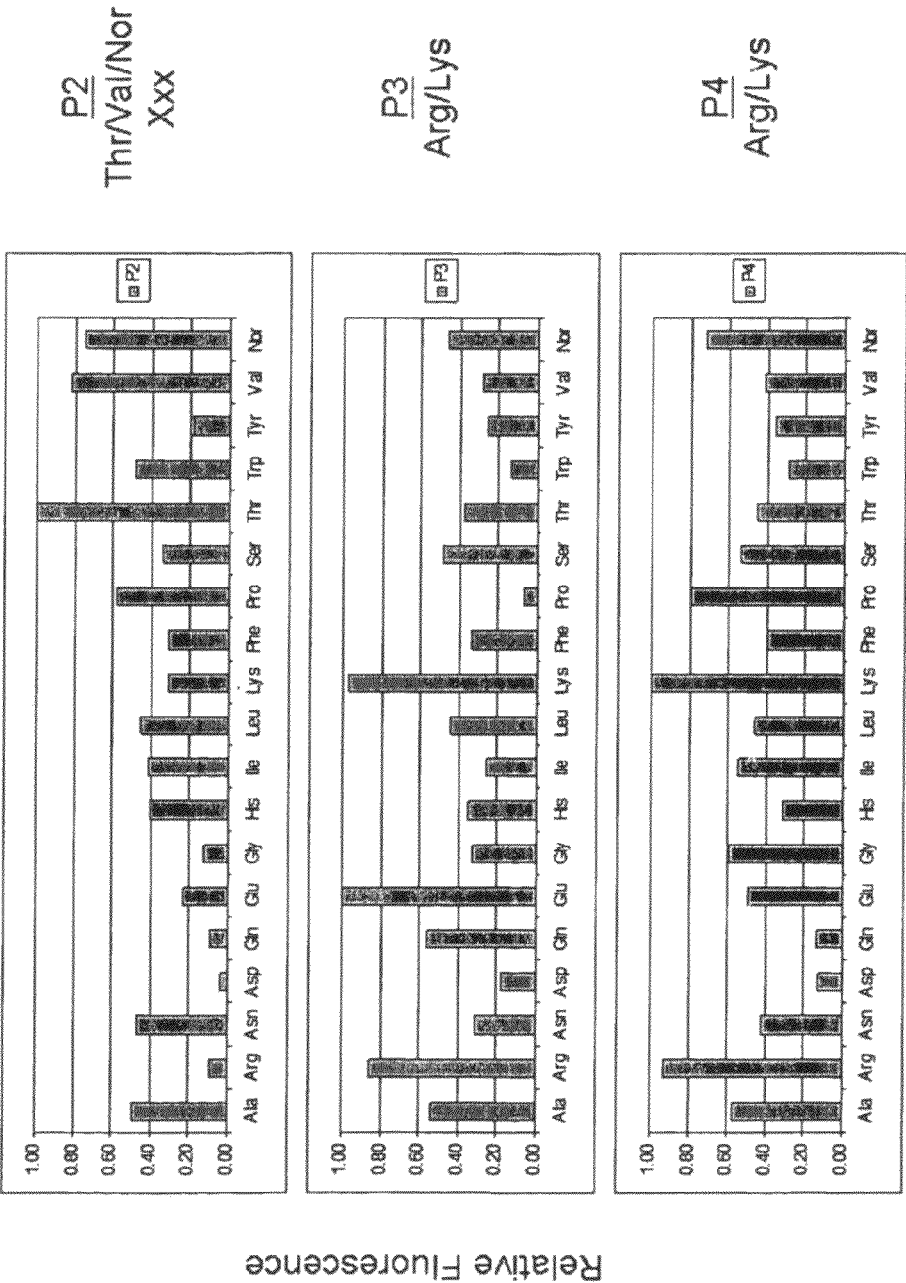 P2
Thr/Val/Nor
Xxx
P3
Arg/Lys
P4
Arg/Lys
Relative Fluorescence
1.00
0.80
0.60
0.40
0.20
0.00
Ala Arg Asn Asp Gln Glu Gly His Ile Leu Lys Phe Pro Ser Thr Trp Tyr Val Nor
P2
1.00
0.80
0.60
0.40
0.20
0.00
Ala Arg Asn Asp Gln Glu Gly His Ile Leu Lys Phe Pro Ser Thr Trp Tyr Val Nor
P3
1.00
0.80
0.60
0.40
0.20
0.00
Ala Arg Asn Asp Gln Glu Gly His Ile Leu Lys Phe Pro Ser Thr Trp Tyr Val Nor
P4